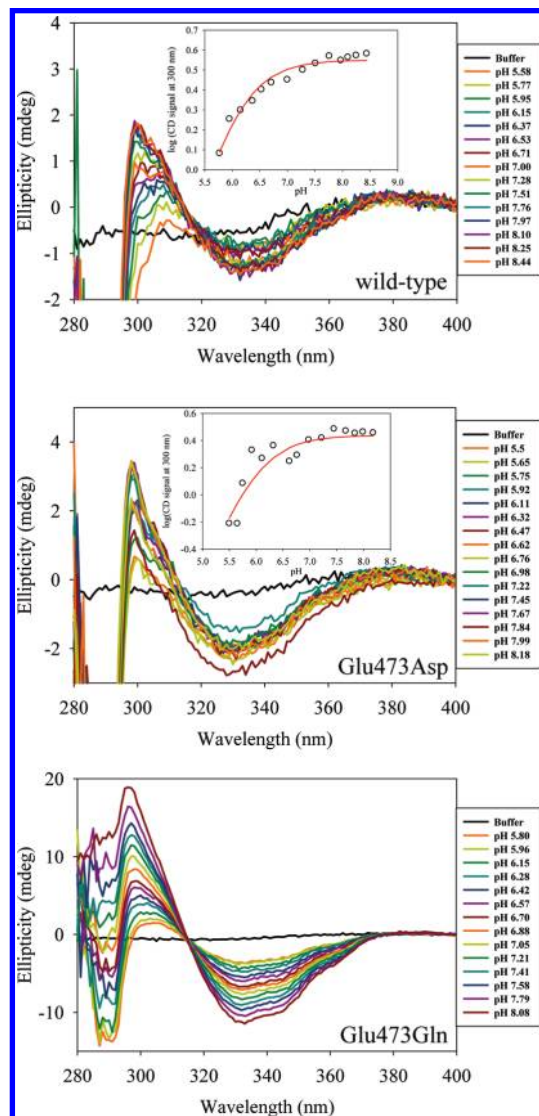 log (CD signal at 300 nm)
0.6
0.5
0.4
0.3
0.2
0.1
0.0
5.5 6.0 6.5 7.0 7.5 8.0 8.5 9.0
pH
Ellipticity (mdeg)
4
3
2
1
0
-1
-2
280 300 320 340 360 380 400
Wavelength (nm)
wild-type
Buffer
pH 5.58
pH 5.77
pH 5.95
pH 6.15
pH 6.37
pH 6.53
pH 6.71
pH 7.00
pH 7.28
pH 7.51
pH 7.76
pH 7.97
pH 8.10
pH 8.25
pH 8.44
log(CD signal at 300 nm)
0.6
0.4
0.2
0.0
-0.2
-0.4
5.0 5.5 6.0 6.5 7.0 7.5 8.0 8.5
pH
Ellipticity (mdeg)
4
2
0
-2
280 300 320 340 360 380 400
Wavelength (nm)
Glu473Asp
Buffer
pH 5.5
pH 5.65
pH 5.75
pH 5.92
pH 6.11
pH 6.32
pH 6.47
pH 6.62
pH 6.76
pH 6.98
pH 7.22
pH 7.45
pH 7.67
pH 7.84
pH 7.99
pH 8.18
Ellipticity (mdeg)
20
10
0
-10
280 300 320 340 360 380 400
Wavelength (nm)
Glu473Gln
Buffer
pH 5.80
pH 5.96
pH 6.15
pH 6.28
pH 6.42
pH 6.57
pH 6.70
pH 6.88
pH 7.05
pH 7.21
pH 7.41
pH 7.58
pH 7.79
pH 8.08